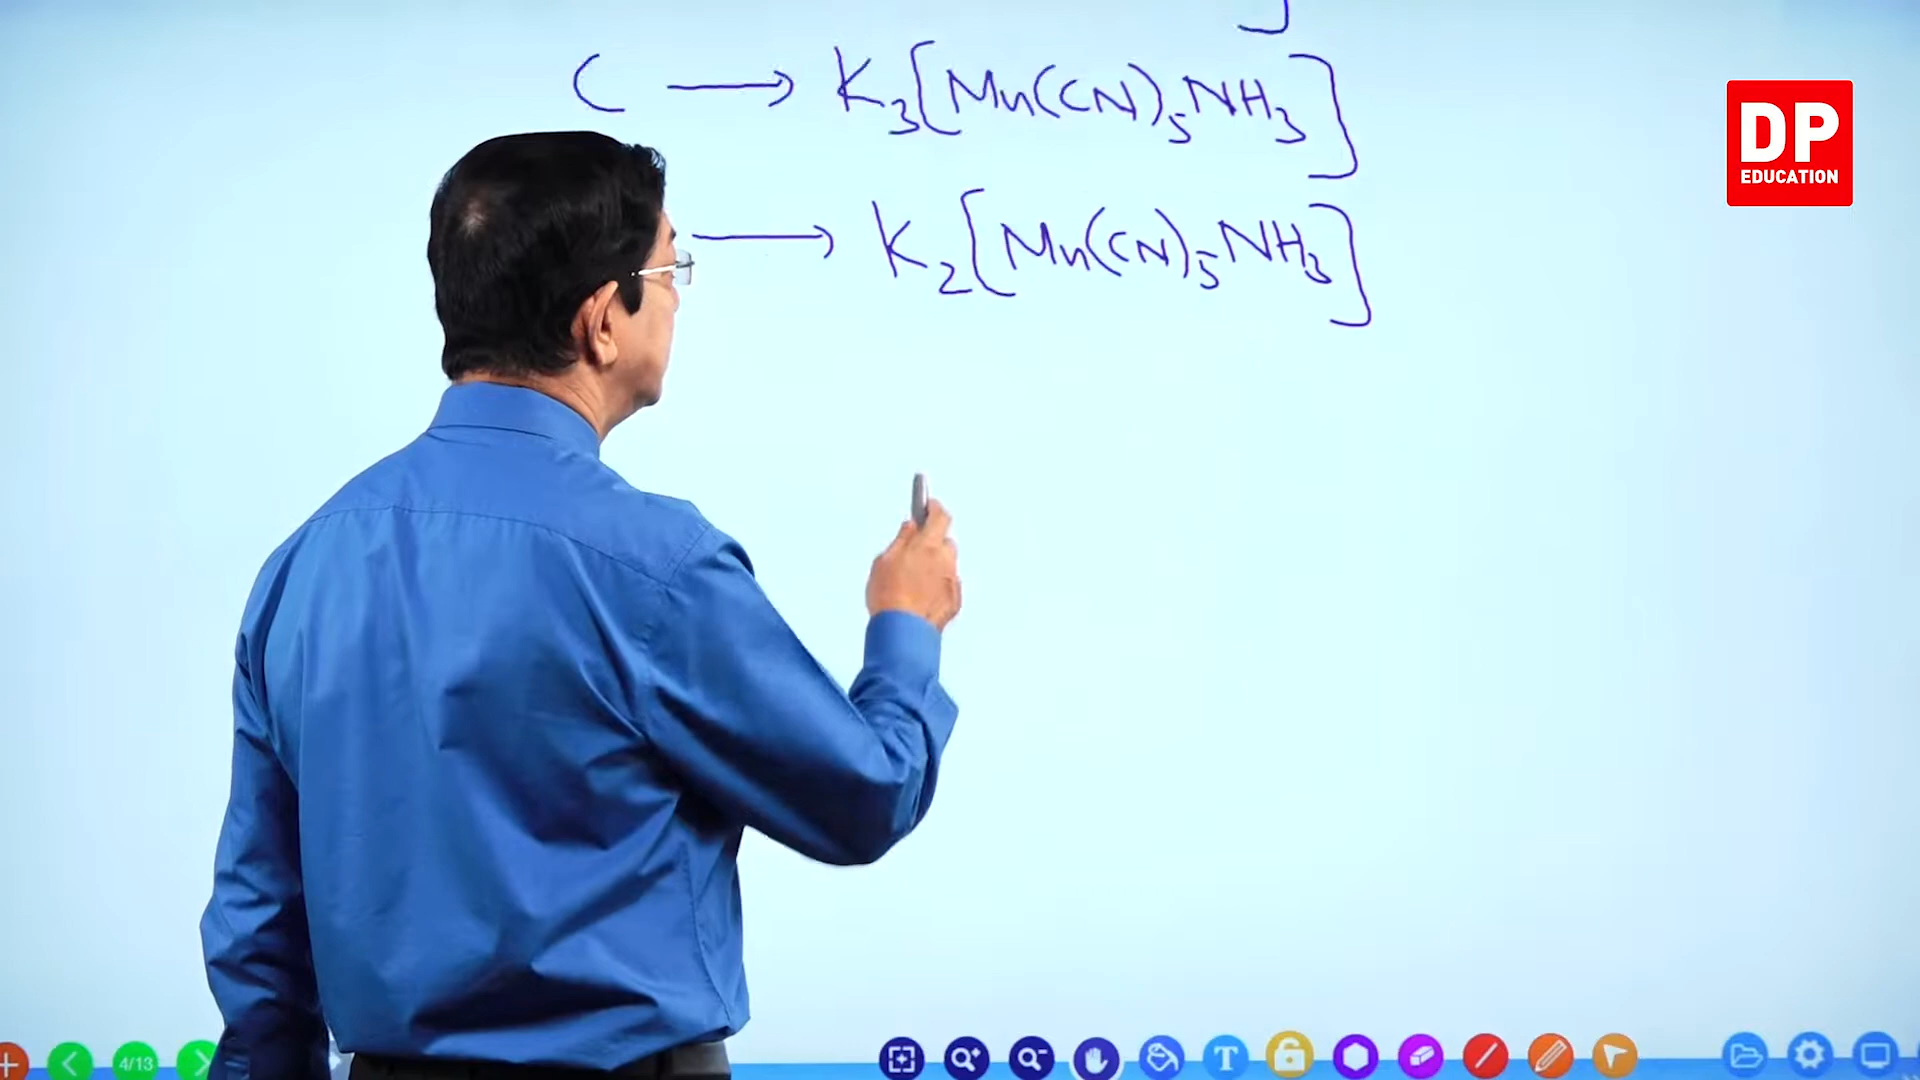 C → K₃[Mn(CN)₅NH₃]
→ K₂[Mn(CN)₅NH₃]
DP
EDUCATION
4/13
T